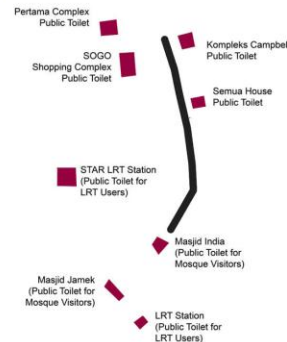 Pertama Complex
Public Toilet
Kompleks Campbel
Public Toilet
SOGO
Shopping Complex
Public Toilet
Semua House
Public Toilet
STAR LRT Station
(Public Toilet for
LRT Users)
Masjid India
(Public Toilet for
Mosque Visitors)
Masjid Jamek
(Public Toilet for
Mosque Visitors)
LRT Station
(Public Toilet for
LRT Users)